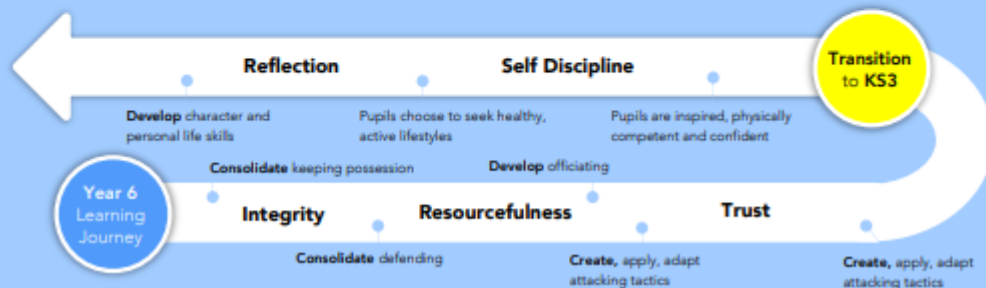 Reflection
Self Discipline
Transition
to KS3
Develop character and
personal life skills
Pupils choose to seek healthy,
active lifestyles
Pupils are inspired, physically
competent and confident
Consolidate keeping possession
Develop officiating
Year 6
Learning
Journey
Integrity
Resourcefulness
Trust
Consolidate defending
Create, apply, adapt
attacking tactics
Create, apply, adapt
attacking tactics